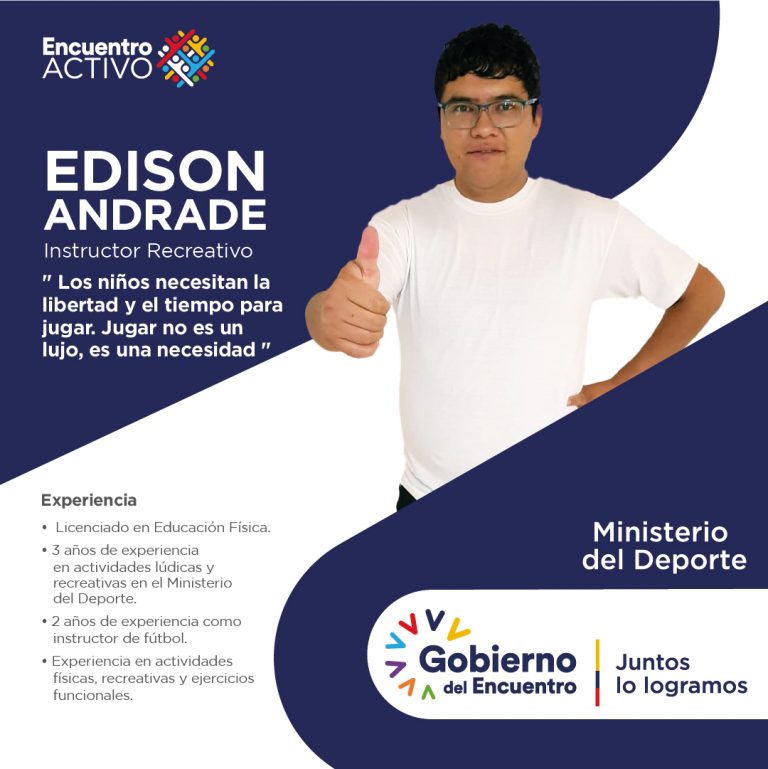 Encuentro
ACTIVO
EDISON
ANDRADE
Instructor Recreativo
" Los niños necesitan la
libertad y el tiempo para
jugar. Jugar no es un
lujo, es una necesidad "
Experiencia
• Licenciado en Educación Física.
• 3 años de experiencia
en actividades lúdicas y
recreativas en el Ministerio
del Deporte.
• 2 años de experiencia como
instructor de fútbol.
• Experiencia en actividades
físicas, recreativas y ejercicios
funcionales.
Ministerio
del Deporte
Gobierno
del Encuentro
Juntos
lo logramos